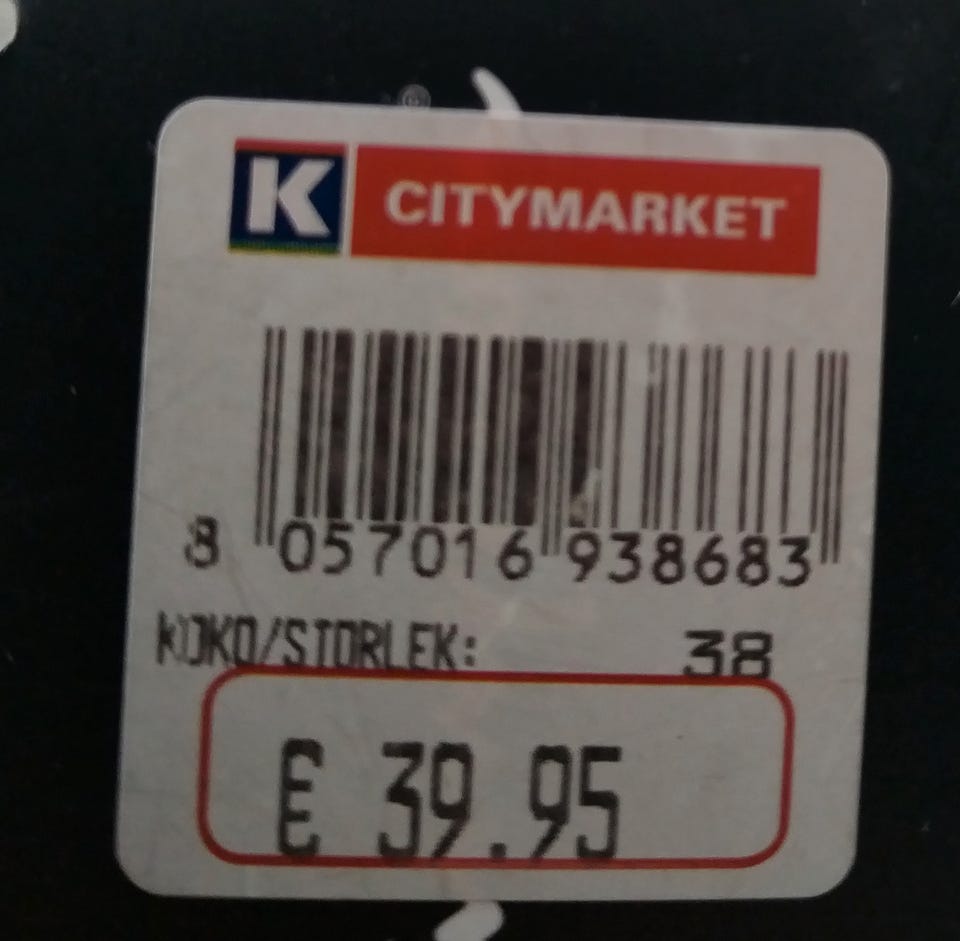 K CITYMARKET
8 057016 938683
KOKO/STORLEK: 38
€ 39.95